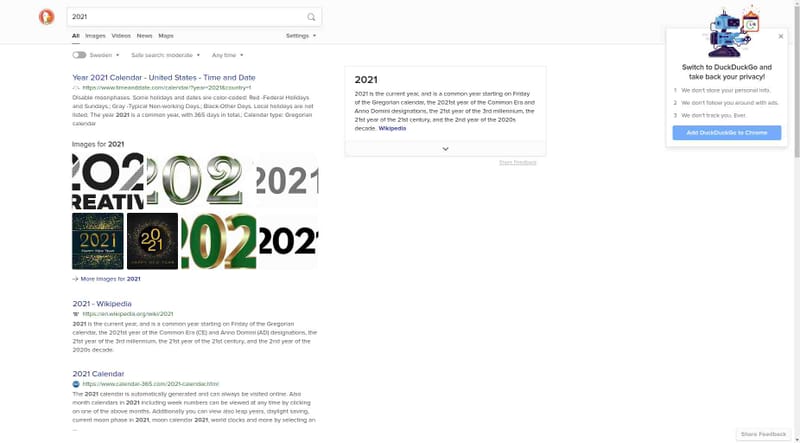 2021
All Images Videos News Maps Settings
Sweden Safe search: moderate Any time
Year 2021 Calendar - United States - Time and Date
https://www.timeanddate.com/calendar/?year=2021&country=1
Disable moonphases. Some holidays and dates are color-coded: Red -Federal Holidays
and Sundays.; Gray -Typical Non-working Days.; Black-Other Days. Local holidays are not
listed. The year 2021 is a common year, with 365 days in total.; Calendar type: Gregorian
calendar
Images for 2021
202
CREATIV
202
2021
2021
HAPPY NEW YEAR
2021
HAPPY NEW YEAR
202
202
More Images for 2021
2021 - Wikipedia
https://en.wikipedia.org/wiki/2021
2021 is the current year, and is a common year starting on Friday of the Gregorian
calendar, the 2021st year of the Common Era (CE) and Anno Domini (AD) designations, the
21st year of the 3rd millennium, the 21st year of the 21st century, and the 2nd year of the
2020s decade.
2021 Calendar
https://www.calendar-365.com/2021-calendar.html
The 2021 calendar is automatically generated and can always be visited online. Also
month calendars in 2021 including week numbers can be viewed at any time by clicking
on one of the above months. Additionally you can view also leap years, daylight saving,
current moon phase in 2021, moon calendar 2021, world clocks and more by selecting an
...
2021
2021 is the current year, and is a common year starting on Friday
of the Gregorian calendar, the 2021st year of the Common Era and
Anno Domini designations, the 21st year of the 3rd millennium,
the 21st year of the 21st century, and the 2nd year of the 2020s
decade. Wikipedia
Share Feedback
Switch to DuckDuckGo and
take back your privacy!
1 We don't store your personal info.
2 We don't follow you around with ads.
3 We don't track you. Ever.
Add DuckDuckGo to Chrome
Share Feedback